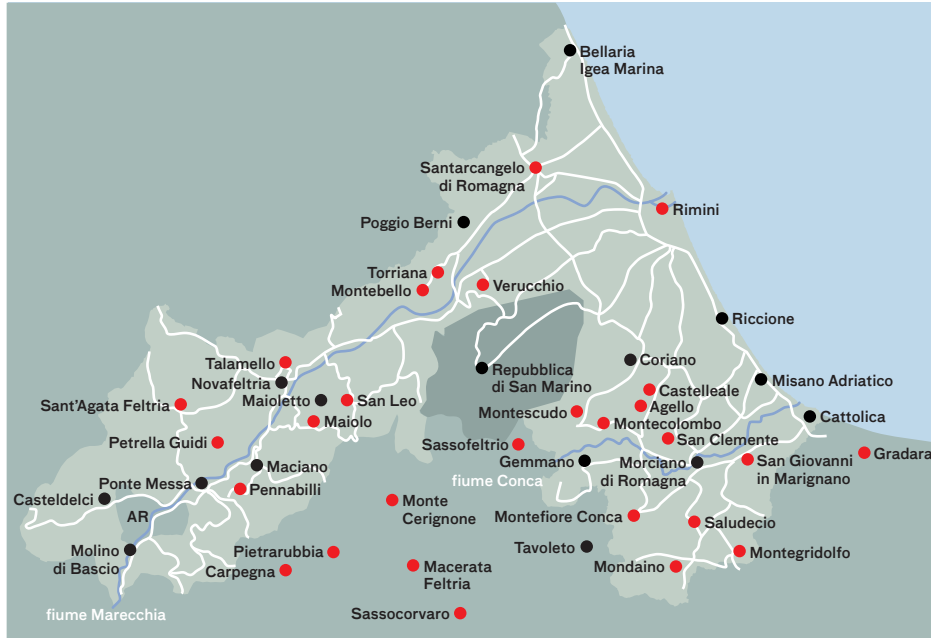 Bellaria
Igea Marina
Santarcangelo
di Romagna
Rimini
Poggio Berni
Torriana
Montebello
Verucchio
Riccione
Talamello
Novafeltria
Maioletto
San Leo
Sant'Agata Feltria
Maiolo
Petrella Guidi
Repubblica
di San Marino
Coriano
Misano Adriatico
Castelleale
Agello
Montescudo
Montecolombo
Cattolica
Sassofeltrio
San Clemente
Gradara
Gemmano
Morciano
di Romagna
San Giovanni
in Marignano
fiume Conca
Maciano
Ponte Messa
Pennabilli
Casteldelci
AR
Monte
Cerignone
Montefiore Conca
Saludecio
Molino
di Bascio
Pietrarubbia
Carpegna
Macerata
Feltria
Tavoleto
Mondaino
Montegridolfo
fiume Marecchia
Sassocorvaro